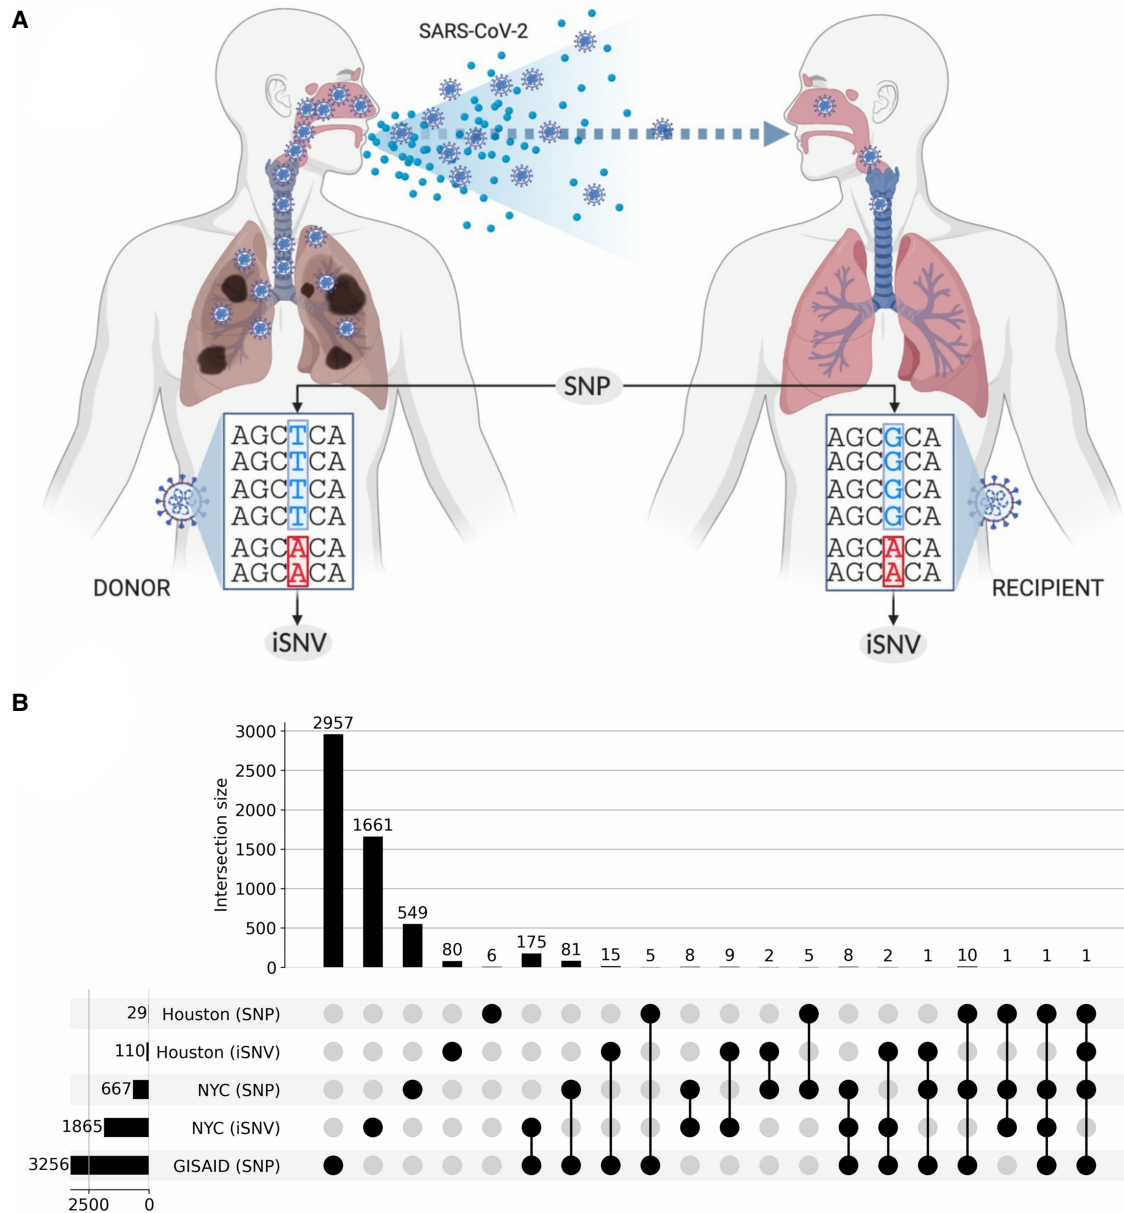 A
SARS-CoV-2
SNP
AGCTCA
AGCTCA
AGCTCA
AGCTCA
AGCACA
AGCACA
AGCGCA
AGCGCA
AGCGCA
AGCGCA
AGCACA
AGCACA
DONOR
RECIPIENT
iSNV
iSNV
B
Intersection size
3000
2500
2000
1500
1000
500
0
2957
1661
549
80
6
175
81
15
5
8
9
2
5
8
2
1
10
1
1
1
29 Houston (SNP)
110 Houston (iSNV)
667 NYC (SNP)
1865 NYC (iSNV)
3256 GISAID (SNP)
2500 0